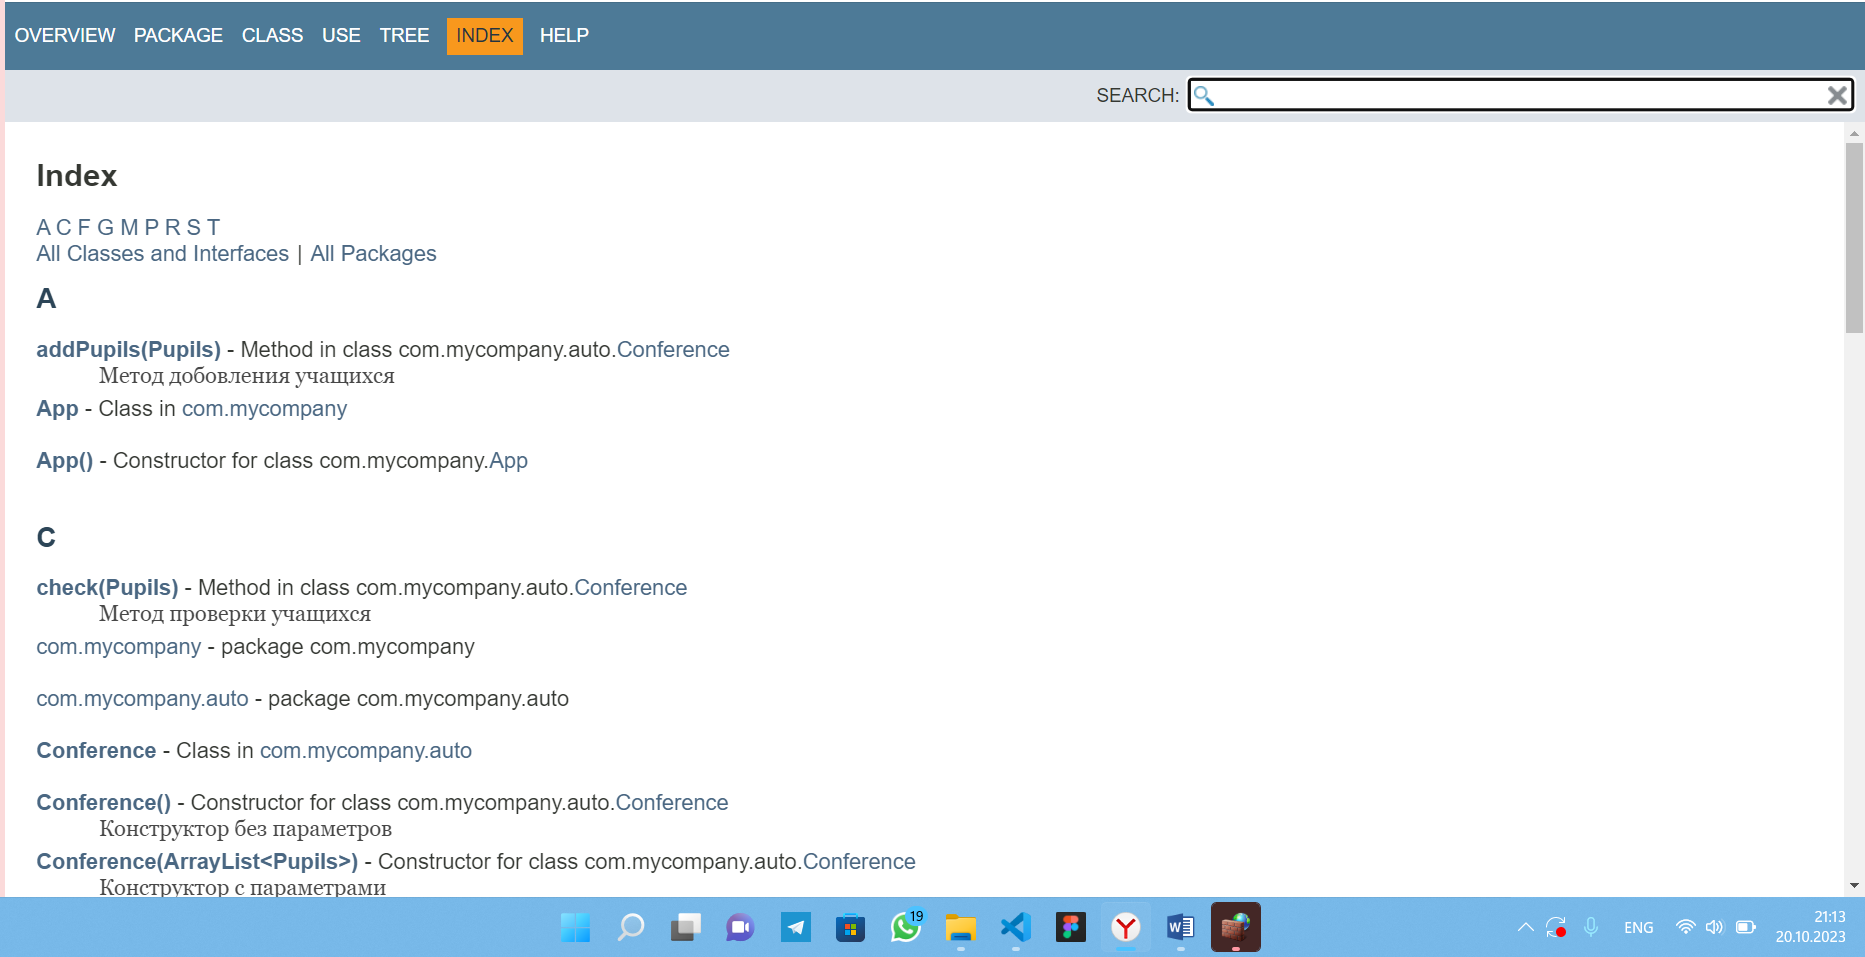 OVERVIEW PACKAGE CLASS USE TREE INDEX HELP
SEARCH:
Index
A C F G M P R S T
All Classes and Interfaces | All Packages
A
addPupils(Pupils) - Method in class com.mycompany.auto.Conference
Метод добовления учащихся
App - Class in com.mycompany
App() - Constructor for class com.mycompany.App
C
check(Pupils) - Method in class com.mycompany.auto.Conference
Метод проверки учащихся
com.mycompany - package com.mycompany
com.mycompany.auto - package com.mycompany.auto
Conference - Class in com.mycompany.auto
Conference() - Constructor for class com.mycompany.auto.Conference
Конструктор без параметров
Conference(ArrayList<Pupils>) - Constructor for class com.mycompany.auto.Conference
Конструктор с параметрами
19
ENG
21:13
20.10.2023